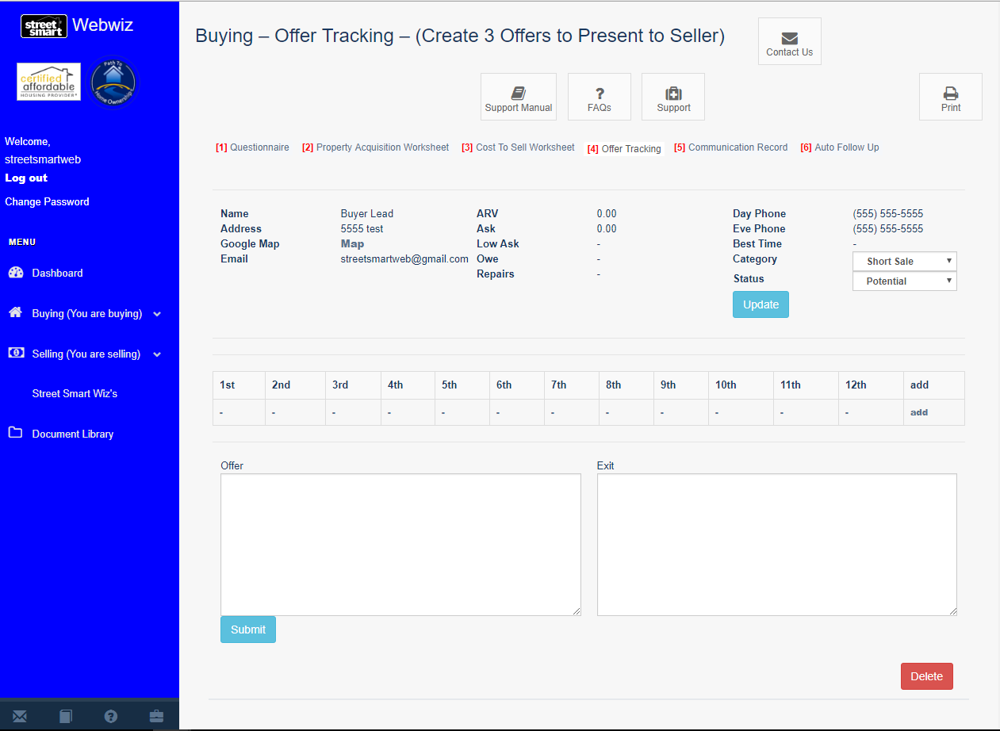 street smart Webwiz
certified
affordable
HOUSING PROVIDER
Path To
Home Ownership
Welcome,
streetsmartweb
Log out
Change Password
MENU
Dashboard
Buying (You are buying)
Selling (You are selling)
Street Smart Wiz's
Document Library
Buying – Offer Tracking – (Create 3 Offers to Present to Seller)
Contact Us
Support Manual
FAQs
Support
Print
[1] Questionnaire [2] Property Acquisition Worksheet [3] Cost To Sell Worksheet [4] Offer Tracking [5] Communication Record [6] Auto Follow Up
Name Buyer Lead ARV 0.00 Day Phone (555) 555-5555
Address 5555 test Ask 0.00 Eve Phone (555) 555-5555
Google Map Map Low Ask - Best Time -
Email streetsmartweb@gmail.com Owe - Category Short Sale
Repairs - Status Potential
Update
1st 2nd 3rd 4th 5th 6th 7th 8th 9th 10th 11th 12th add
- - - - - - - - - - - - add
Offer Exit
Submit
Delete